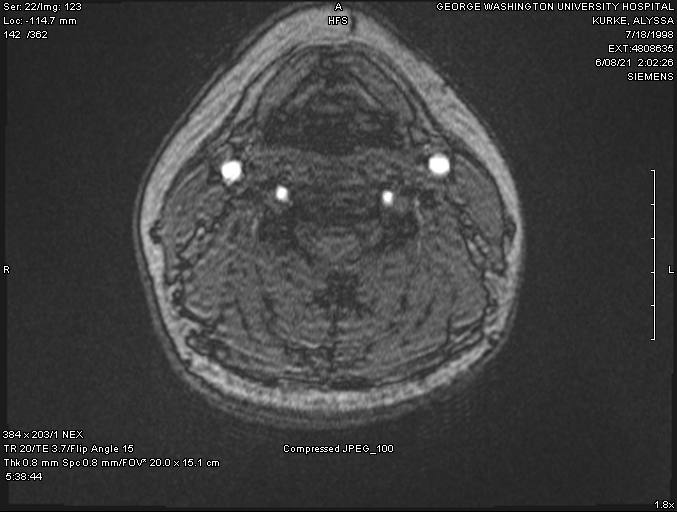 Ser: 22/Img: 123
Loc: -114.7 mm
142 /362
A
HFS
GEORGE WASHINGTON UNIVERSITY HOSPITAL
KURKE, ALYSSA
7/18/1998
EXT:4808635
6/08/21 2:02:26
SIEMENS
R
L
384 x 203/1 NEX
TR 20/TE 3.7/Flip Angle 15
Thk 0.8 mm Spc 0.8 mm/FOV* 20.0 x 15.1 cm
5:38:44
Compressed JPEG_100
1.8x